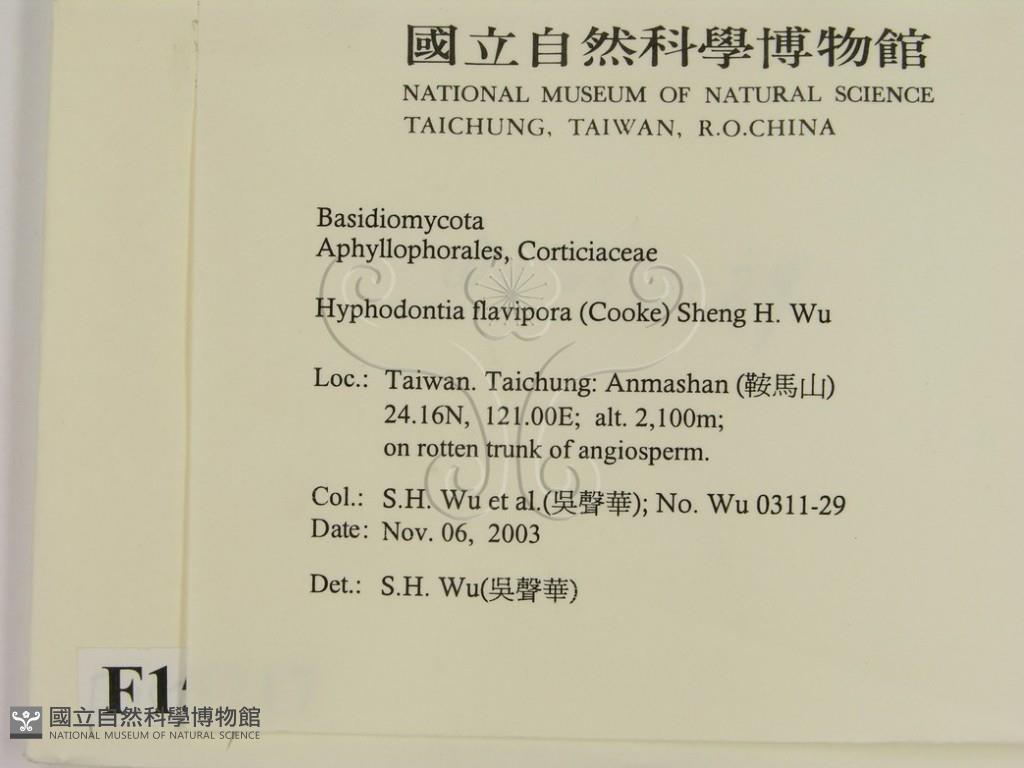 國立自然科學博物館
NATIONAL MUSEUM OF NATURAL SCIENCE
TAICHUNG, TAIWAN, R.O.CHINA
Basidiomycota
Aphyllophorales, Corticiaceae
Hyphodontia flavipora (Cooke) Sheng H. Wu
Loc.: Taiwan. Taichung: Anmashan (鞍馬山)
24.16N, 121.00E; alt. 2,100m;
on rotten trunk of angiosperm.
Col.: S.H. Wu et al.(吳聲華); No. Wu 0311-29
Date: Nov. 06, 2003
Det.: S.H. Wu(吳聲華)
國立自然科學博物館
NATIONAL MUSEUM OF NATURAL SCIENCE